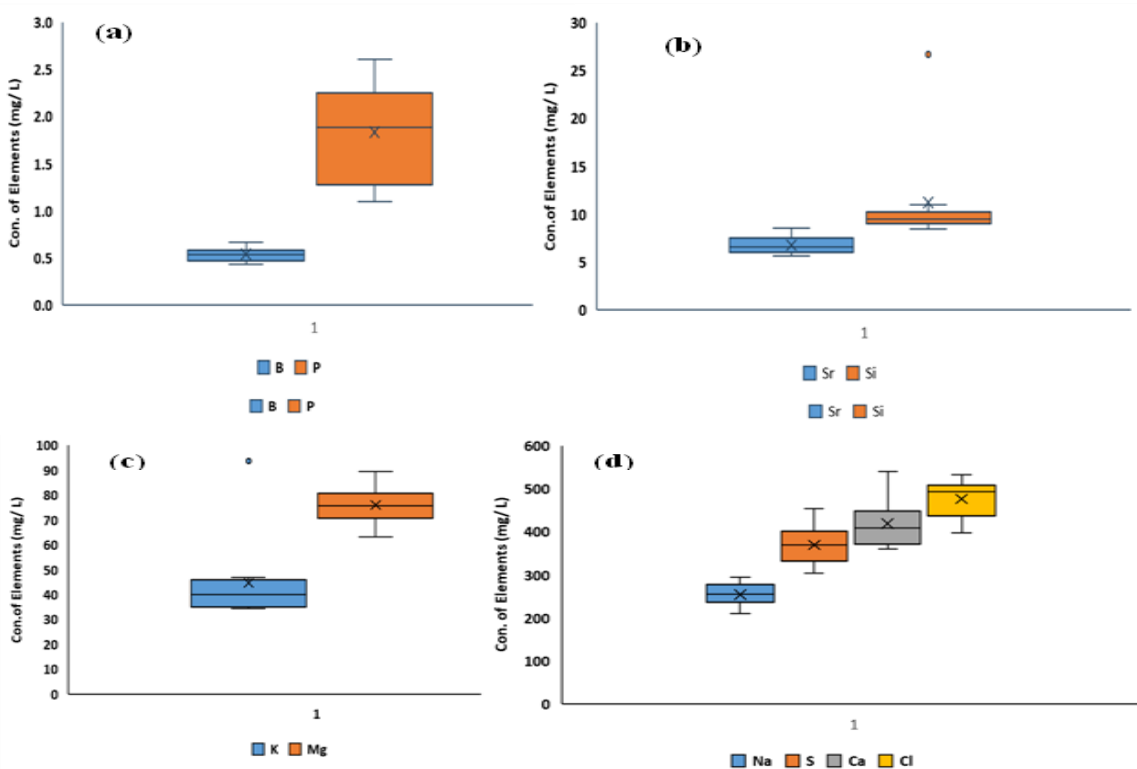 (a)
Con. of Elements (mg/ L)
3.0
2.5
2.0
1.5
1.0
0.5
0.0
1
B P
B P
(b)
Con.of Elements (mg/ L)
30
25
20
15
10
5
0
1
Sr Si
Sr Si
(c)
Con.of Elements (mg/ L)
100
90
80
70
60
50
40
30
20
10
0
1
K Mg
(d)
Con. of Elements (mg/ L)
600
500
400
300
200
100
0
1
Na S Ca Cl